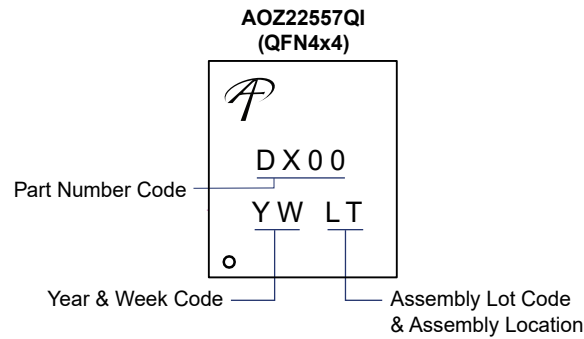 AOZ22557QI
(QFN4x4)
DX00
Part Number Code
YW LT
Year & Week Code
Assembly Lot Code
& Assembly Location